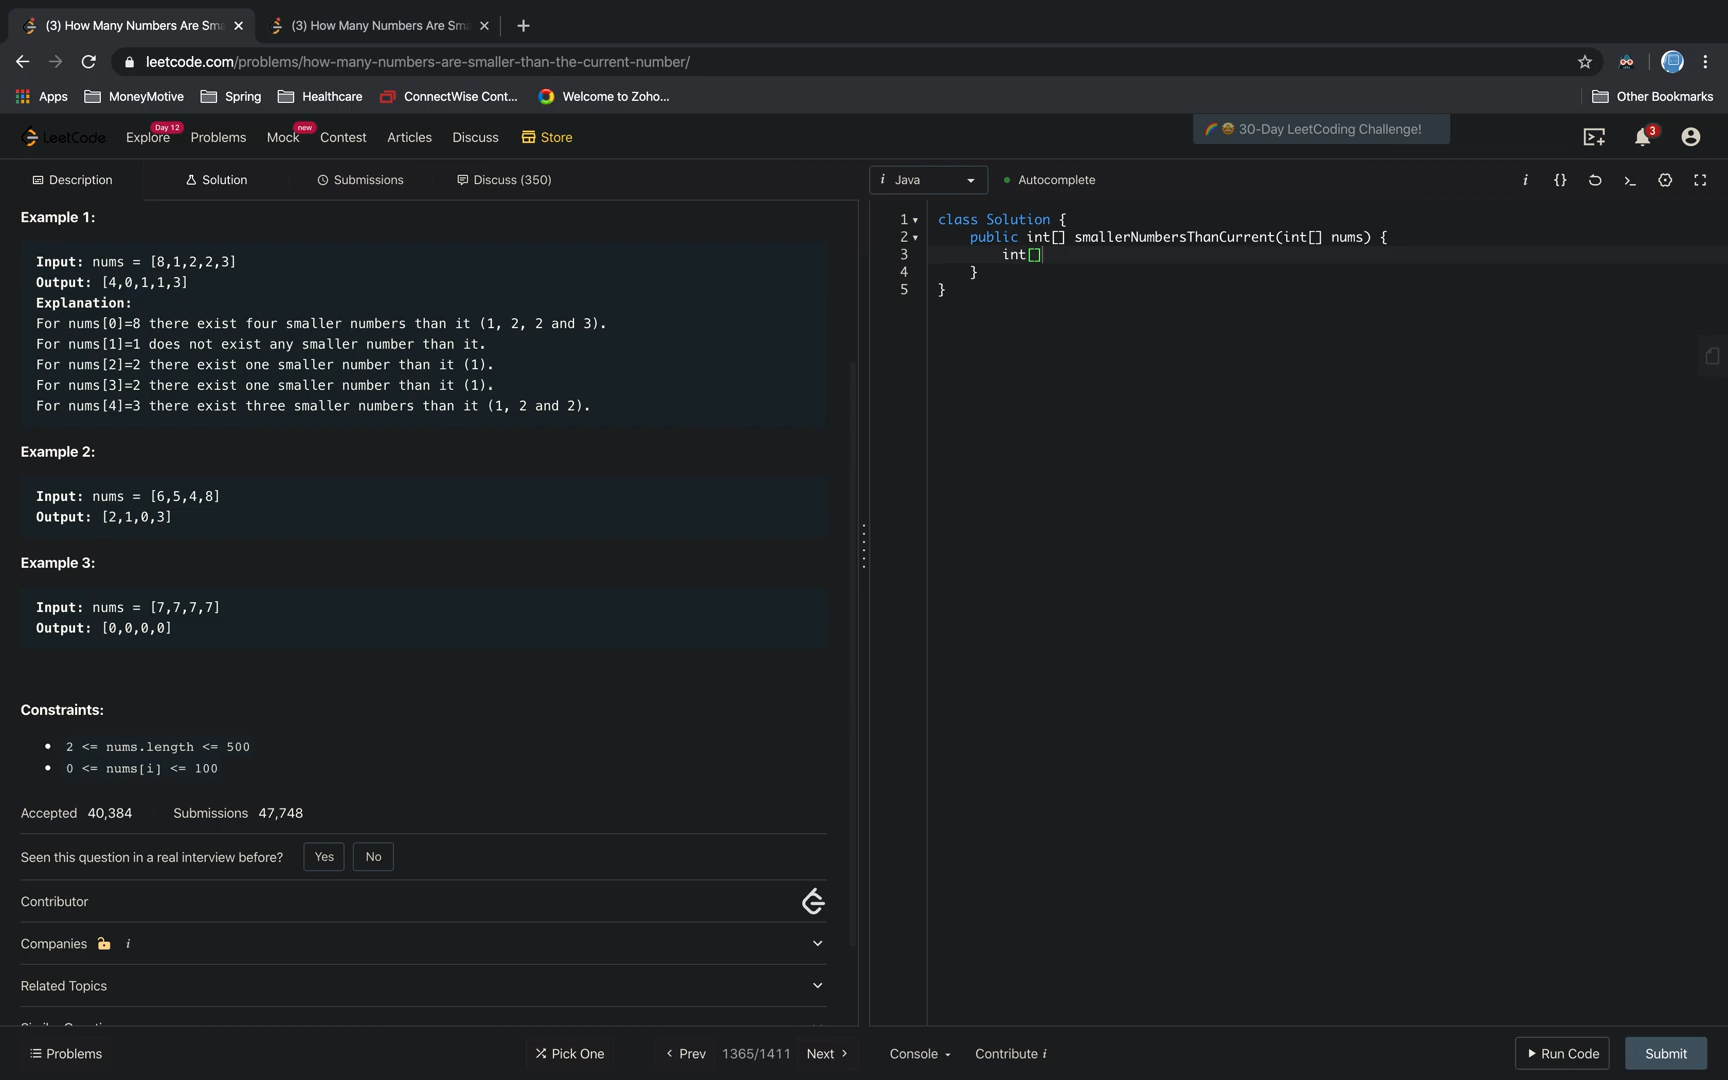 (3) How Many Numbers Are Sma
(3) How Many Numbers Are Sma
leetcode.com/problems/how-many-numbers-are-smaller-than-the-current-number/
Apps MoneyMotive Spring Healthcare ConnectWise Cont... Welcome to Zoho... Other Bookmarks
LeetCode Explore Day 12 Problems Mock new Contest Articles Discuss Store 30-Day LeetCoding Challenge! 3
Description Solution Submissions Discuss (350)
i Java Autocomplete i {}
Example 1:
Input: nums = [8,1,2,2,3]
Output: [4,0,1,1,3]
Explanation:
For nums[0]=8 there exist four smaller numbers than it (1, 2, 2 and 3).
For nums[1]=1 does not exist any smaller number than it.
For nums[2]=2 there exist one smaller number than it (1).
For nums[3]=2 there exist one smaller number than it (1).
For nums[4]=3 there exist three smaller numbers than it (1, 2 and 2).
Example 2:
Input: nums = [6,5,4,8]
Output: [2,1,0,3]
Example 3:
Input: nums = [7,7,7,7]
Output: [0,0,0,0]
Constraints:
2 <= nums.length <= 500
0 <= nums[i] <= 100
Accepted 40,384 Submissions 47,748
Seen this question in a real interview before? Yes No
Contributor
Companies i
Related Topics
1 class Solution {
2 public int[] smallerNumbersThanCurrent(int[] nums) {
3 int[]
4 }
5 }
Problems Pick One Prev 1365/1411 Next Console Contribute i Run Code Submit